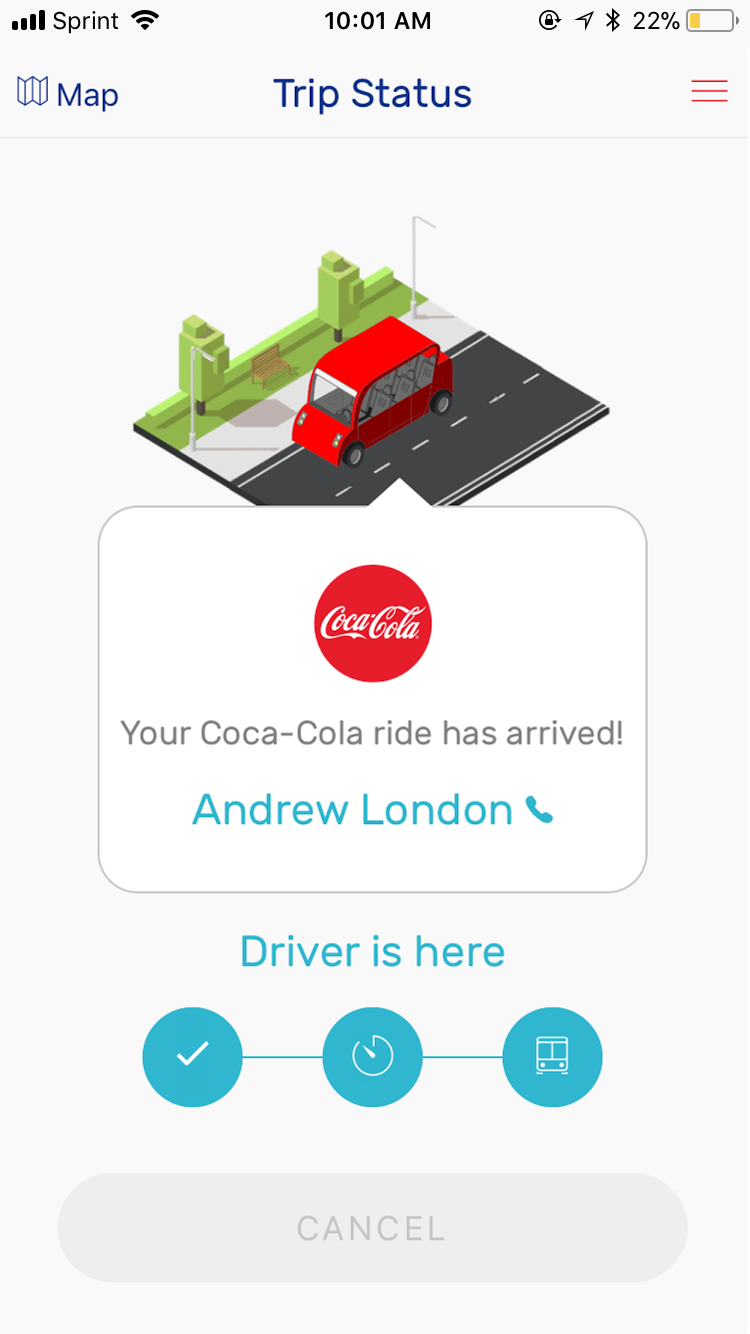 Sprint 10:01 AM 22%
Map Trip Status
Coca-Cola
Your Coca-Cola ride has arrived!
Andrew London
Driver is here
CANCEL